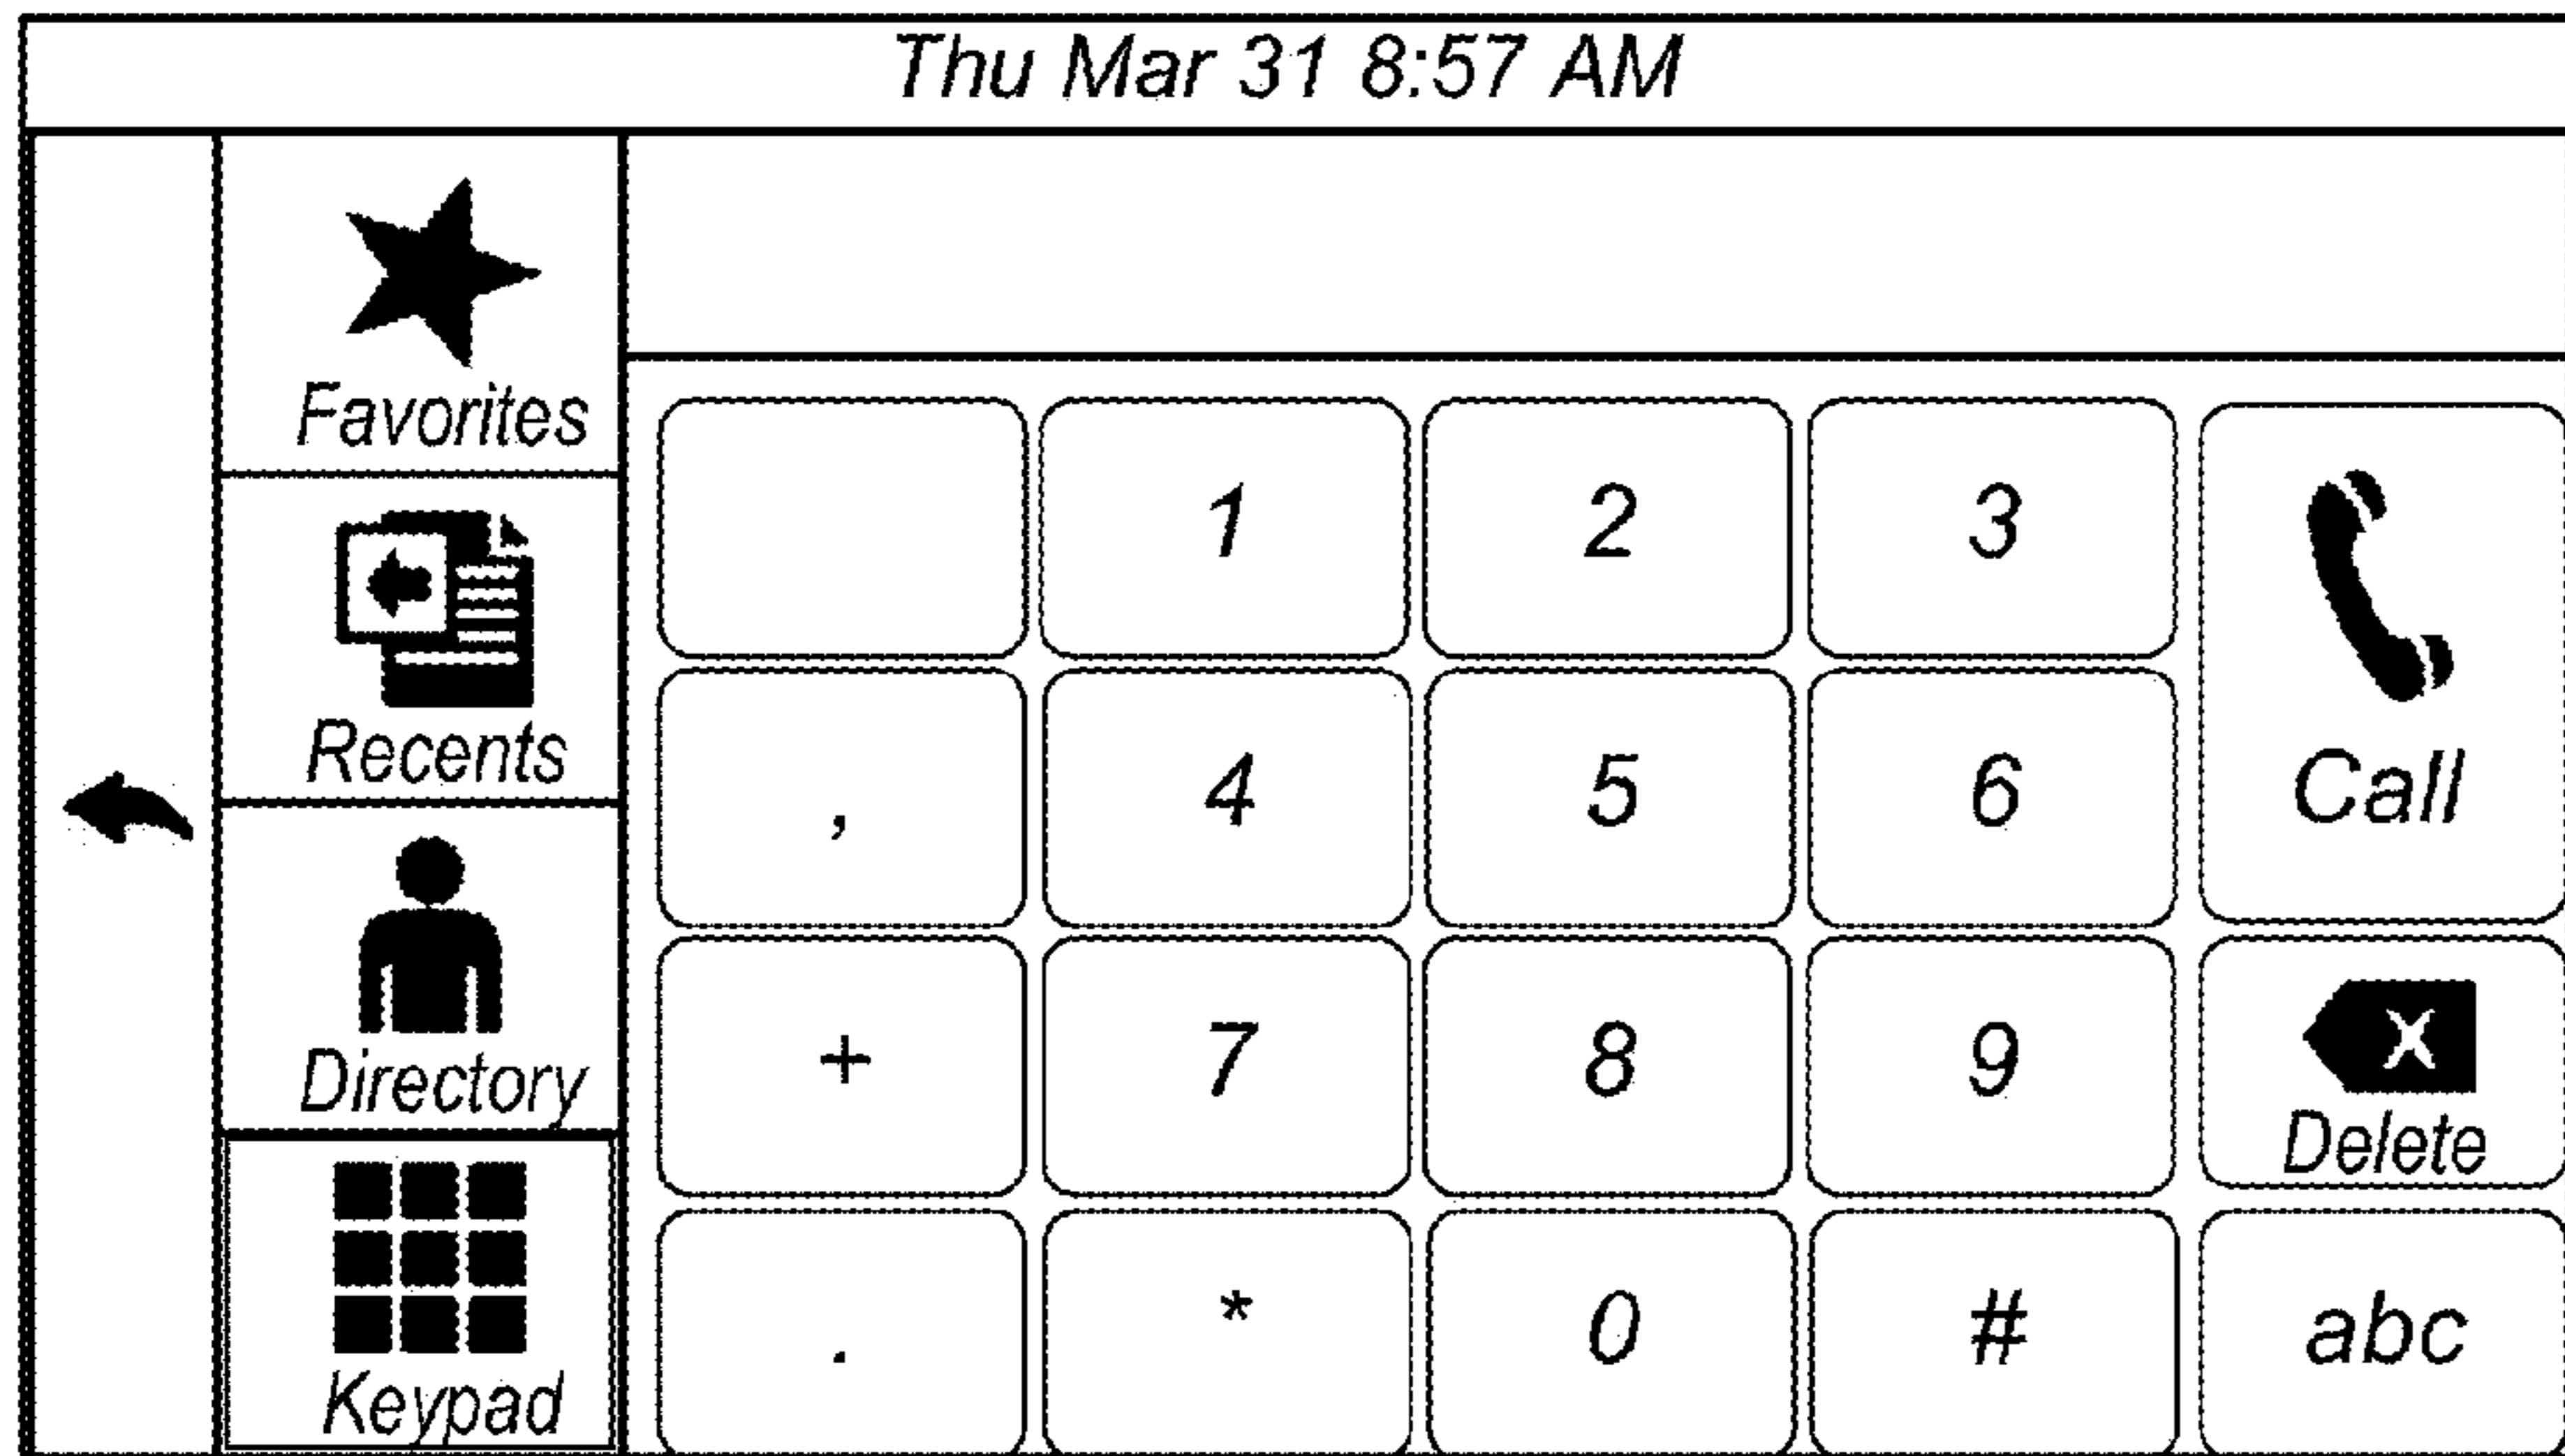 Thu Mar 31 8:57 AM
Favorites
Recents
Directory
Keypad
1 2 3
, 4 5 6
Call
+ 7 8 9
X
Delete
. * 0 # abc